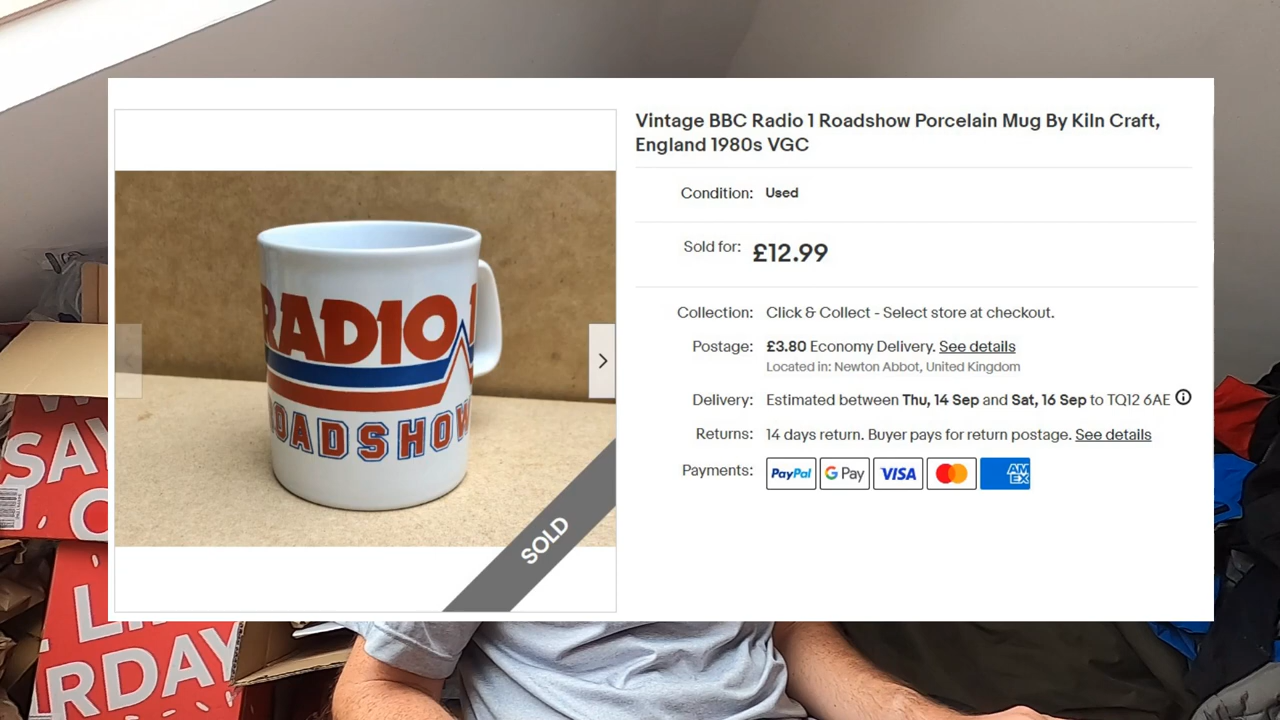 Vintage BBC Radio 1 Roadshow Porcelain Mug By Kiln Craft,
England 1980s VGC
Condition: Used
Sold for: £12.99
Collection: Click & Collect - Select store at checkout.
Postage: £3.80 Economy Delivery. See details
Located in: Newton Abbot, United Kingdom
Delivery: Estimated between Thu, 14 Sep and Sat, 16 Sep to TQ12 6AE
Returns: 14 days return. Buyer pays for return postage. See details
Payments: PayPal G Pay VISA AM EX
RADIO 1
ROADSHOW
SOLD